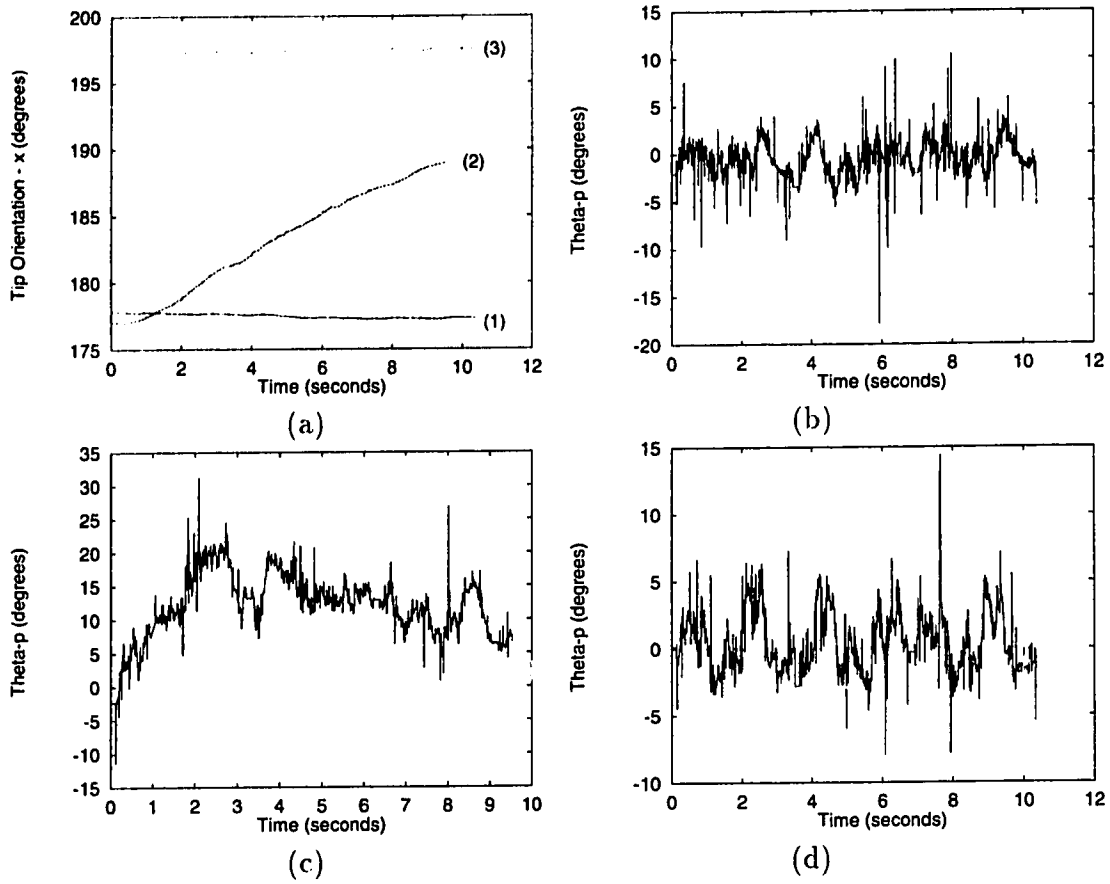 200
195
190
185
180
175
Tip Orientation - x (degrees)
(3)
(2)
(1)
0 2 4 6 8 10 12
Time (seconds)
(a)
15
10
5
0
-5
-10
-15
-20
Theta-p (degrees)
0 2 4 6 8 10 12
Time (seconds)
(b)
35
30
25
20
15
10
5
0
-5
-10
-15
Theta-p (degrees)
0 1 2 3 4 5 6 7 8 9 10
Time (seconds)
(c)
15
10
5
0
-5
-10
Theta-p (degrees)
0 2 4 6 8 10 12
Time (seconds)
(d)